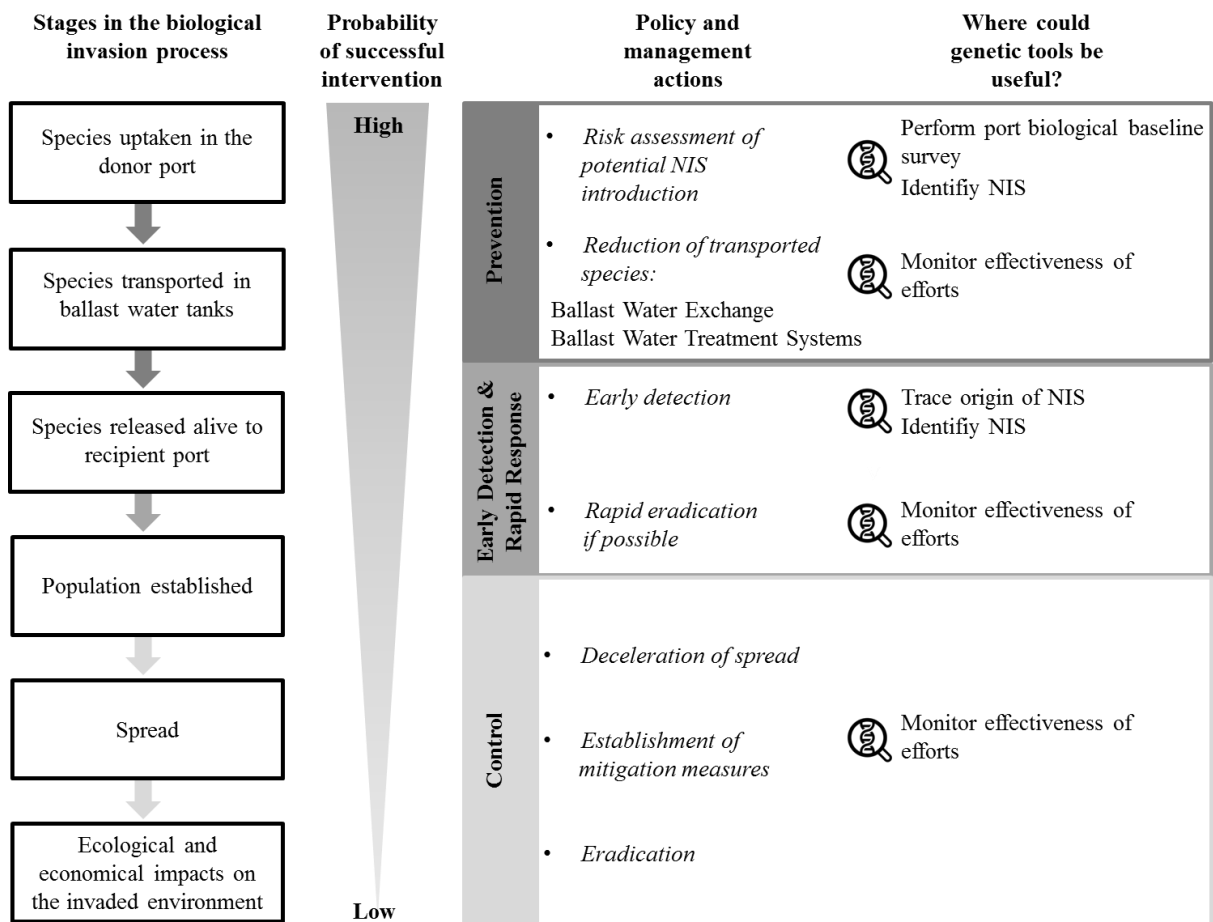 Stages in the biological
invasion process
Probability
of successful
intervention
Policy and
management
actions
Where could
genetic tools be
useful?
Species uptaken in the
donor port
Species transported in
ballast water tanks
Species released alive to
recipient port
Population established
Spread
Ecological and
economical impacts on
the invaded environment
High
Low
Prevention
• Risk assessment of
potential NIS
introduction
Perform port biological baseline
survey
Identifiy NIS
• Reduction of transported
species:
Ballast Water Exchange
Ballast Water Treatment Systems
Monitor effectiveness of
efforts
Early Detection &
Rapid Response
• Early detection
Trace origin of NIS
Identifiy NIS
• Rapid eradication
if possible
Monitor effectiveness of
efforts
Control
• Deceleration of spread
• Establishment of
mitigation measures
Monitor effectiveness of
efforts
• Eradication